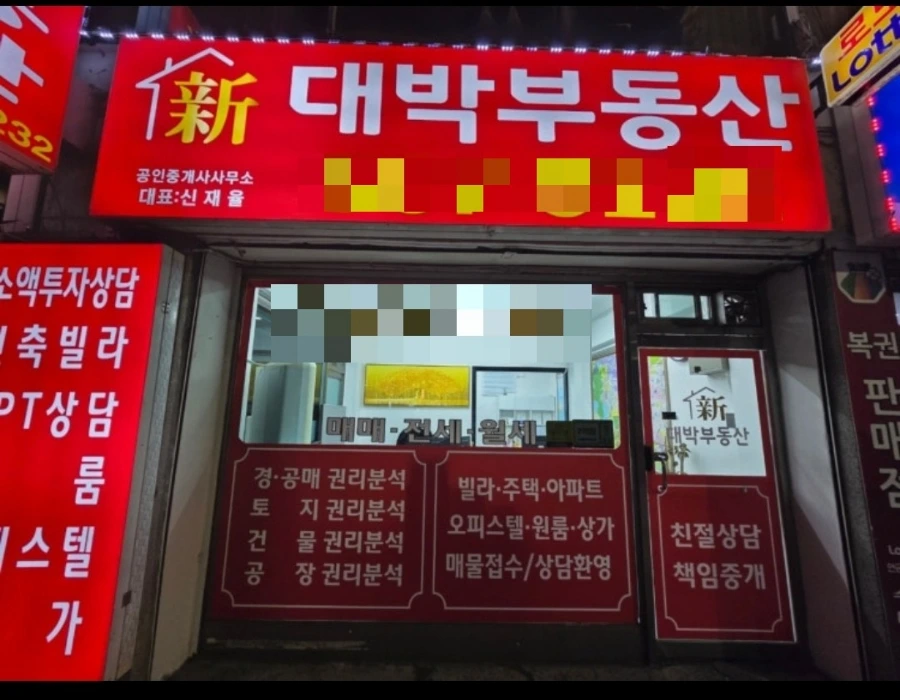 新 대박부동산
공인중개사사무소
대표:신재율
232
Lott
소액투자상담
축빌라
PT상담
룸
스텔
가
매매·전세·월세
경·공매 권리분석
토 지 권리분석
건 물 권리분석
공 장 권리분석
빌라·주택·아파트
오피스텔·원룸·상가
매물접수/상담환영
新
대박부동산
친절상담
책임중개
복권
판
매
점